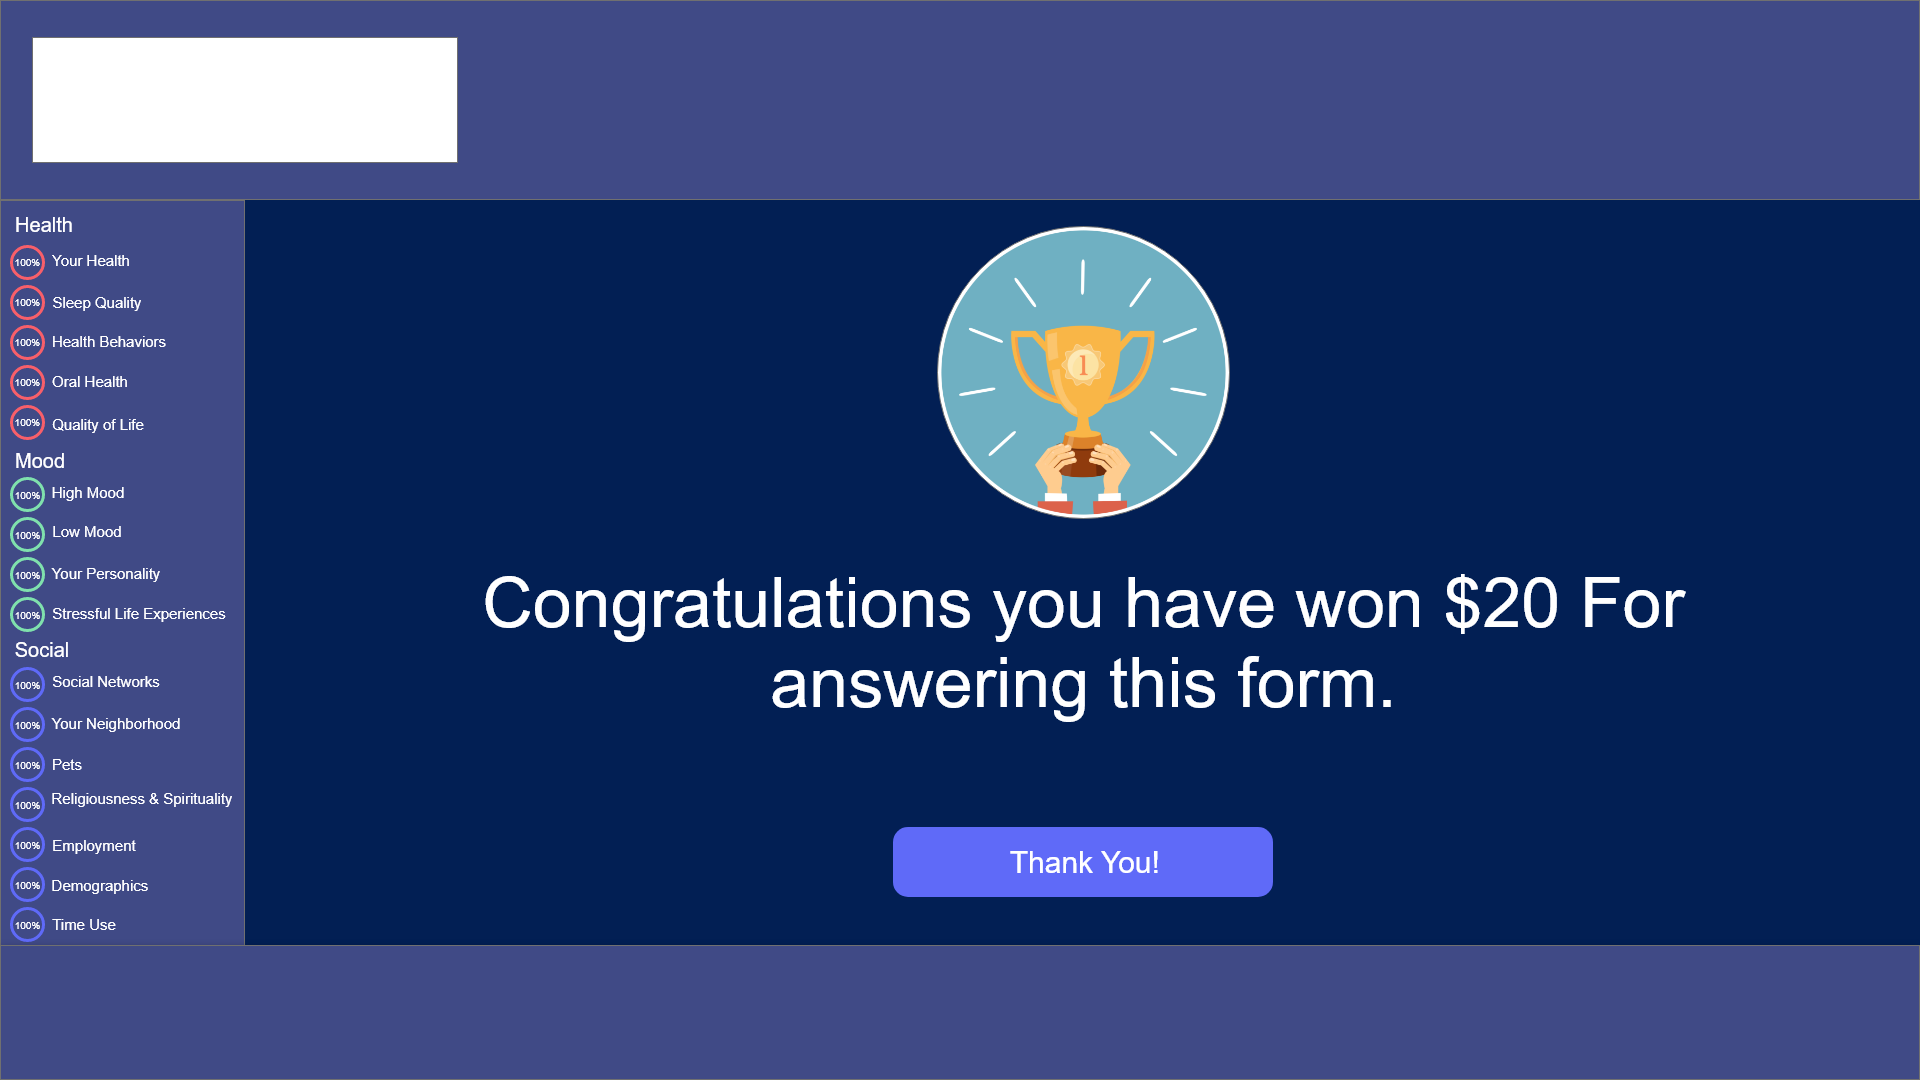 Health
100% Your Health
100% Sleep Quality
100% Health Behaviors
100% Oral Health
100% Quality of Life
Mood
100% High Mood
100% Low Mood
100% Your Personality
100% Stressful Life Experiences
Social
100% Social Networks
100% Your Neighborhood
100% Pets
100% Religiousness & Spirituality
100% Employment
100% Demographics
100% Time Use
1
Congratulations you have won $20 For
answering this form.
Thank You!